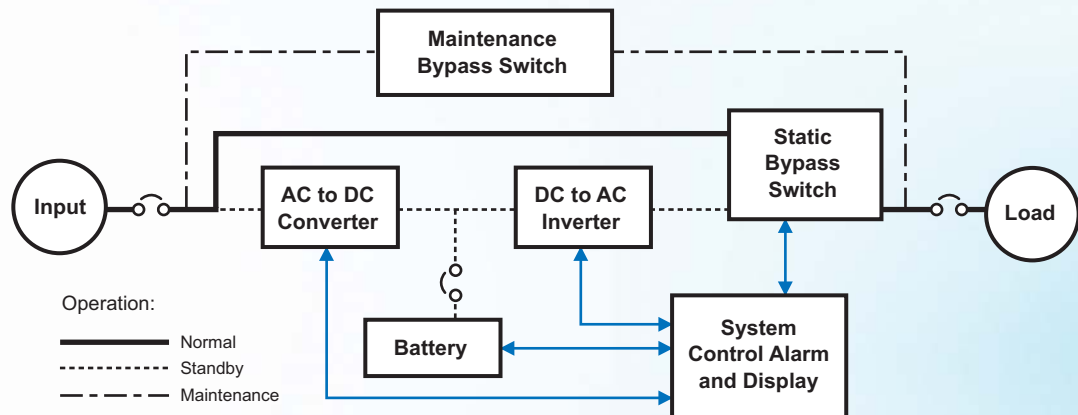 Maintenance
Bypass Switch
Static
Bypass
Switch
Input
AC to DC
Converter
DC to AC
Inverter
Load
Operation:
Normal
Standby
Maintenance
Battery
System
Control Alarm
and Display